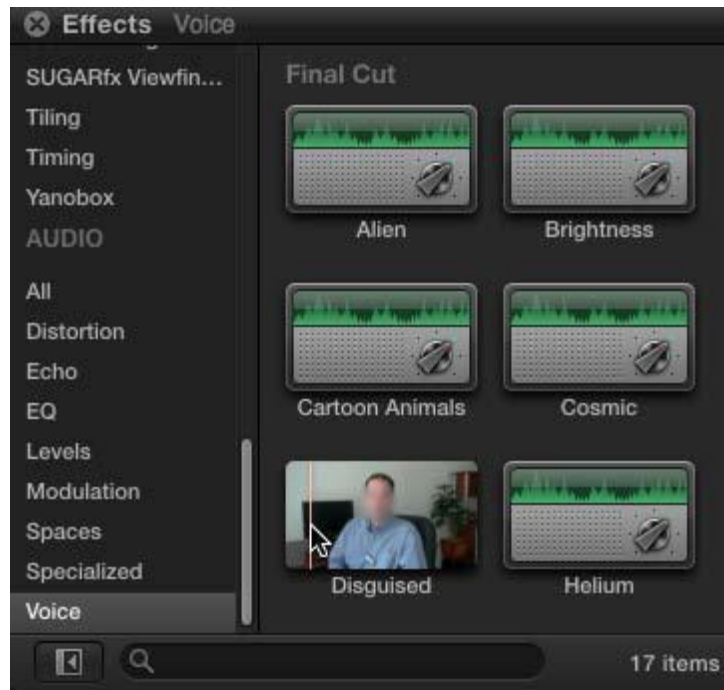 Effects Voice
SUGARfx Viewfin...
Tiling
Timing
Yanobox
AUDIO
All
Distortion
Echo
EQ
Levels
Modulation
Spaces
Specialized
Voice
Final Cut
Alien
Brightness
Cartoon Animals
Cosmic
Disguised
Helium
17 items